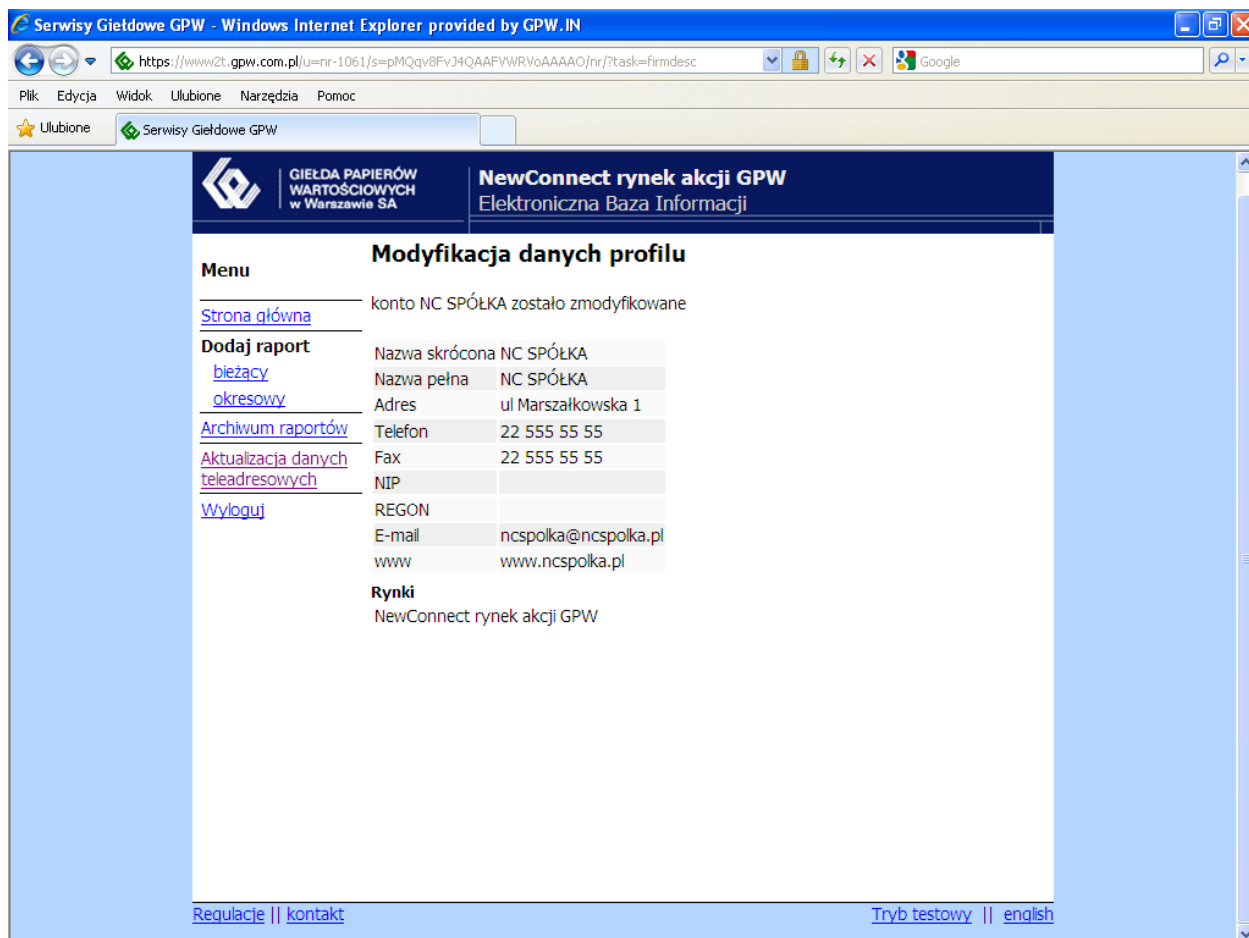 Serwisy Giełdowe GPW - Windows Internet Explorer provided by GPW.IN
https://www2t.gpw.com.pl/u=nr-1061/s=pMQqv8FvJ4QAAFVWRVoAAAAO/nr/?task=firmdesc
Google
Plik Edycja Widok Ulubione Narzędzia Pomoc
Ulubione
Serwisy Giełdowe GPW
GIEŁDA PAPIERÓW
WARTOŚCIOWYCH
w Warszawie SA
NewConnect rynek akcji GPW
Elektroniczna Baza Informacji
Menu
Strona główna
Dodaj raport
bieżący
okresowy
Archiwum raportów
Aktualizacja danych
teleadresowych
Wyloguj
Modyfikacja danych profilu
konto NC SPÓŁKA zostało zmodyfikowane
Nazwa skrócona NC SPÓŁKA
Nazwa pełna NC SPÓŁKA
Adres ul Marszałkowska 1
Telefon 22 555 55 55
Fax 22 555 55 55
NIP
REGON
E-mail ncspolka@ncspolka.pl
www www.ncspolka.pl
Rynki
NewConnect rynek akcji GPW
Regulacje || kontakt
Tryb testowy || english